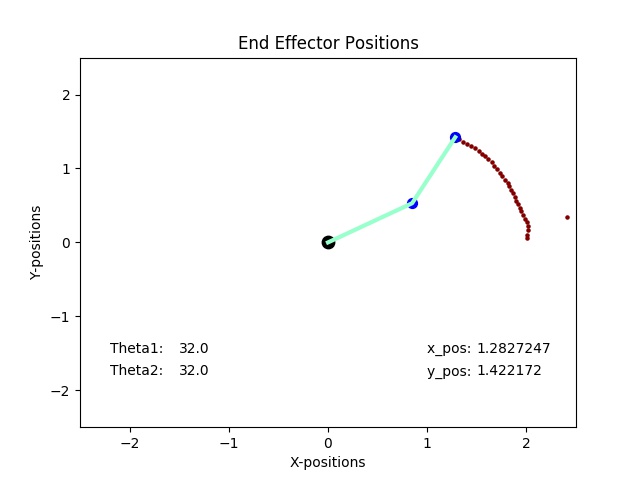 End Effector Positions
Y-positions
2
1
0
−1
−2
Theta1: 32.0
x_pos: 1.2827247
Theta2: 32.0
y_pos: 1.422172
−2 −1 0 1 2
X-positions